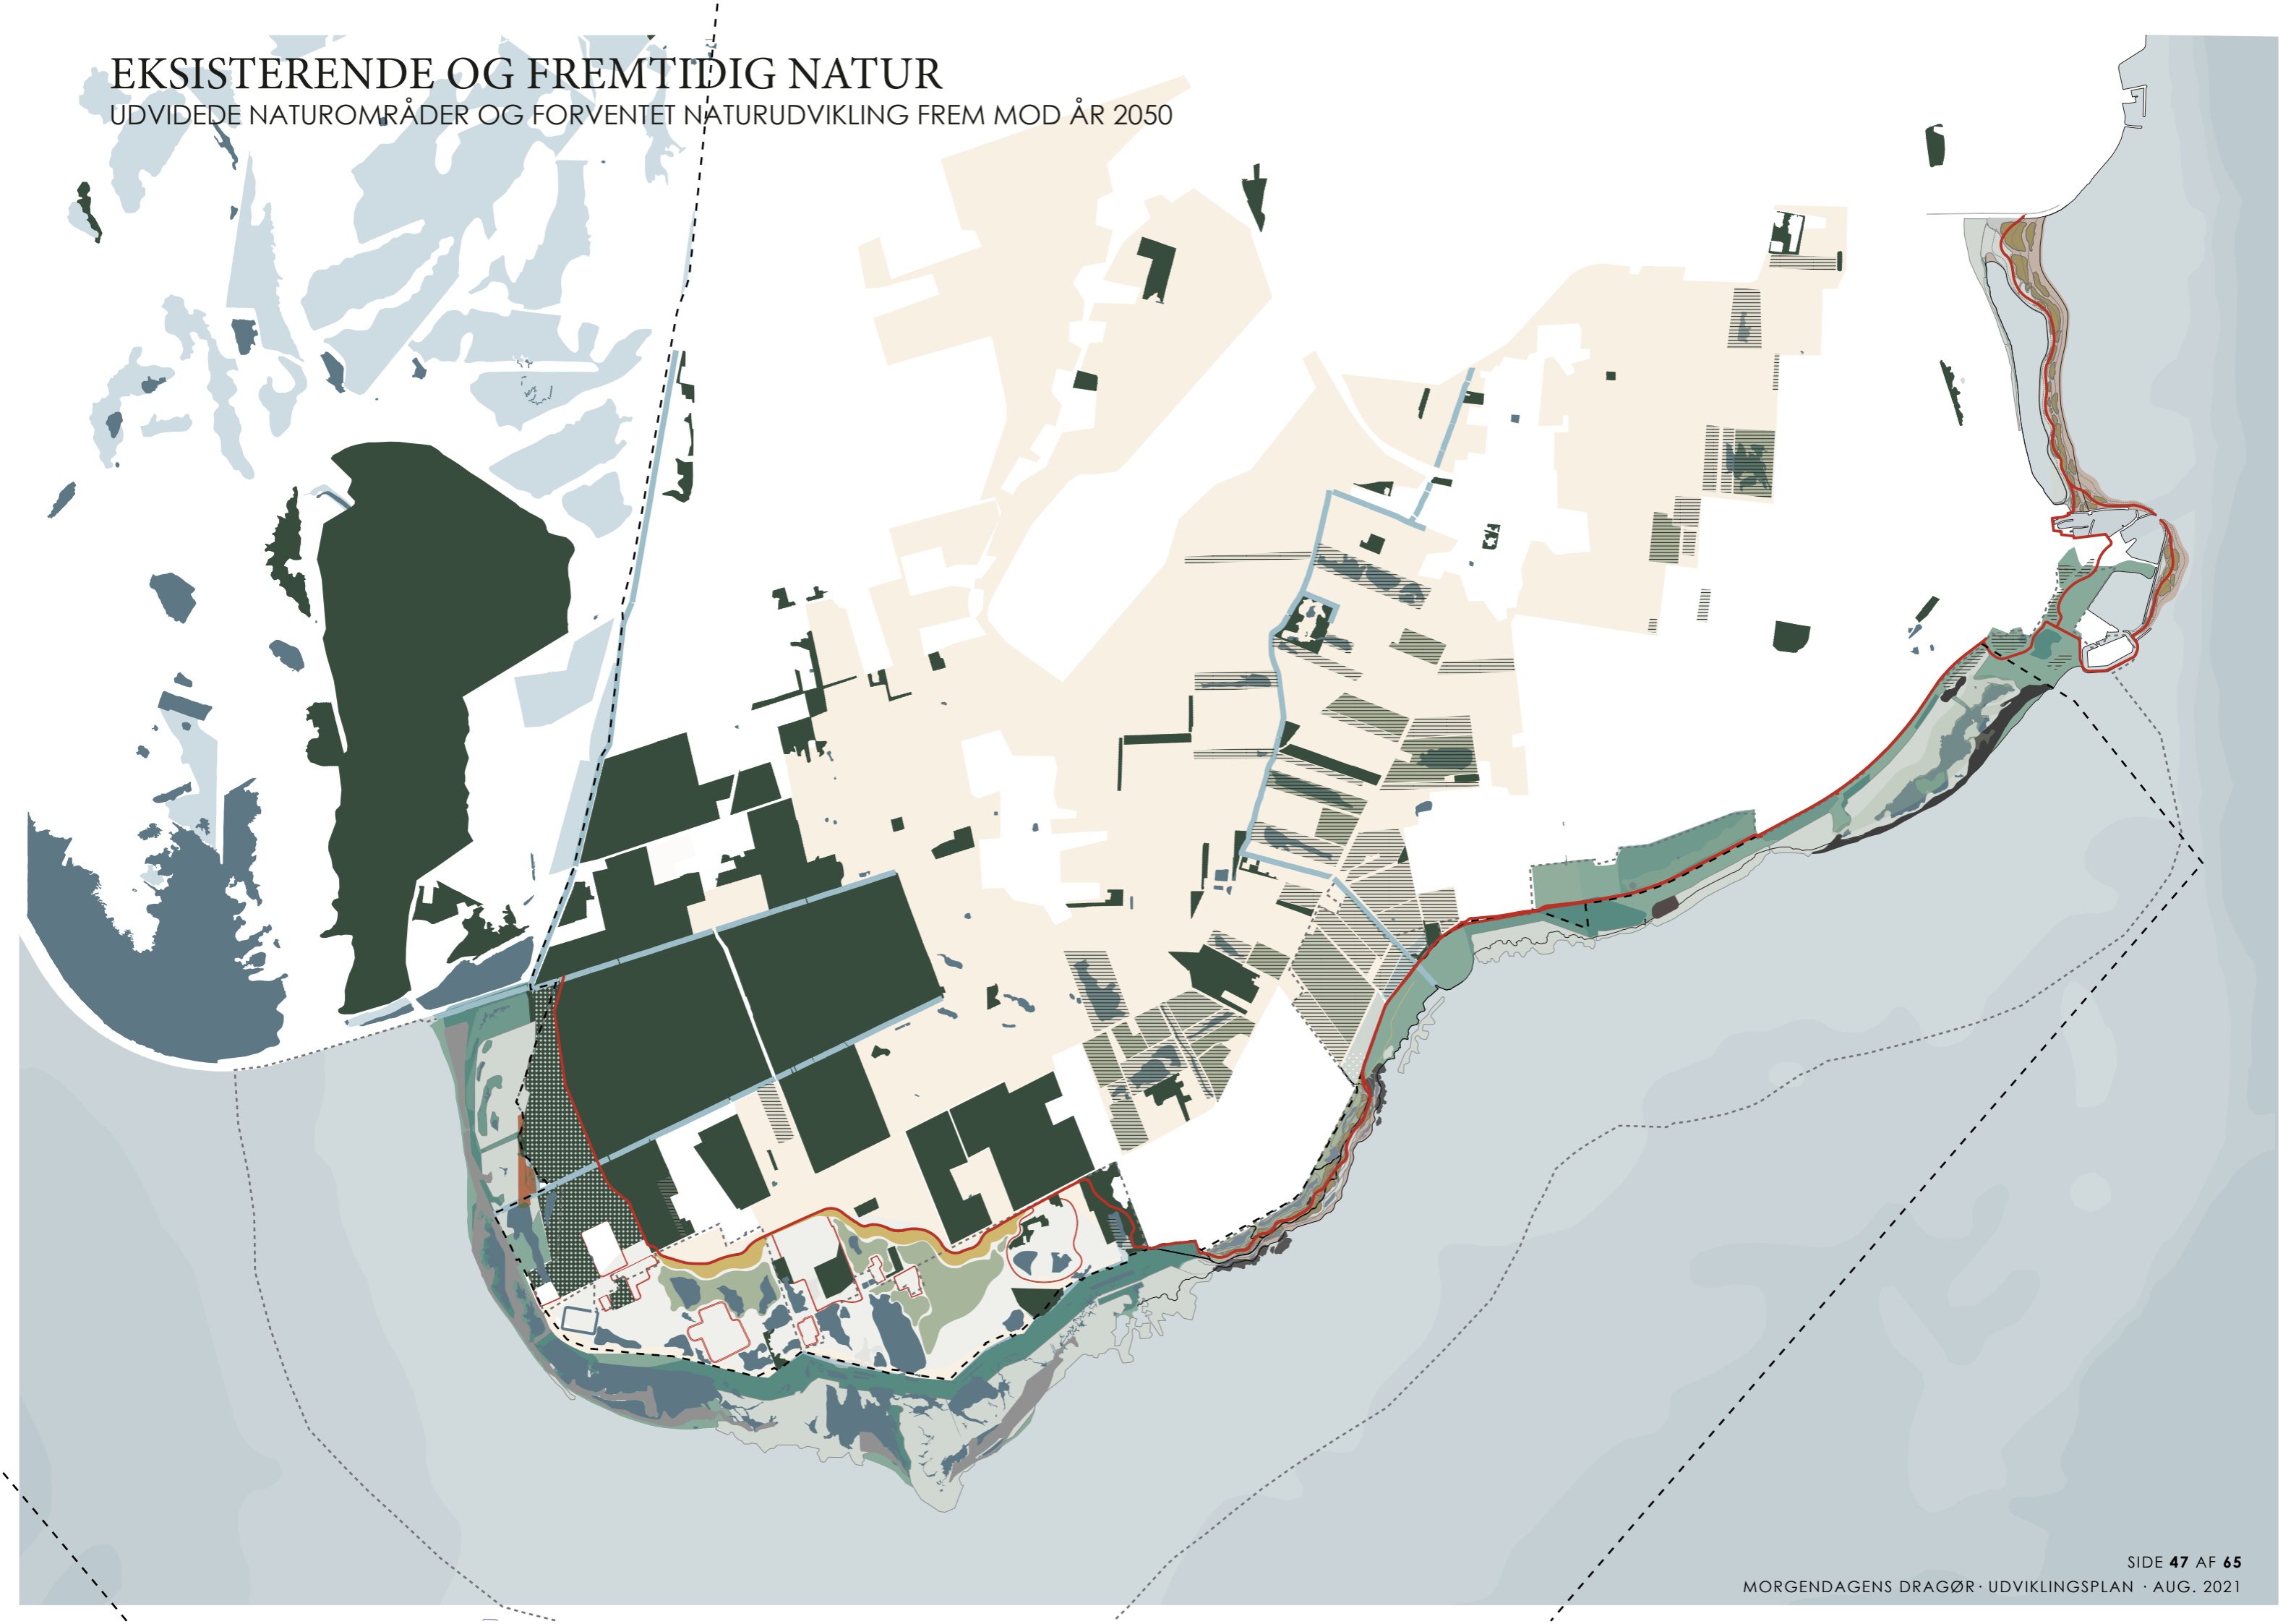 EKSISTERENDE OG FREMTIDIG NATUR
UDVIDEDE NATUROMRÅDER OG FORVENTET NATURUDVIKLING FREM MOD ÅR 2050
SIDE 47 AF 65
MORGENDAGENS DRAGØR · UDVIKLINGSPLAN · AUG. 2021